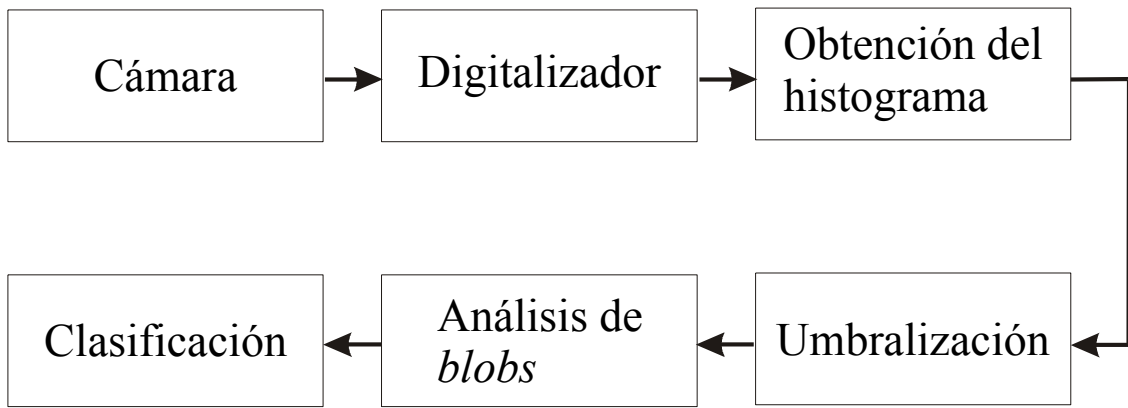 Cámara
Digitalizador
Obtención del
histograma
Umbralización
Análisis de
blobs
Clasificación